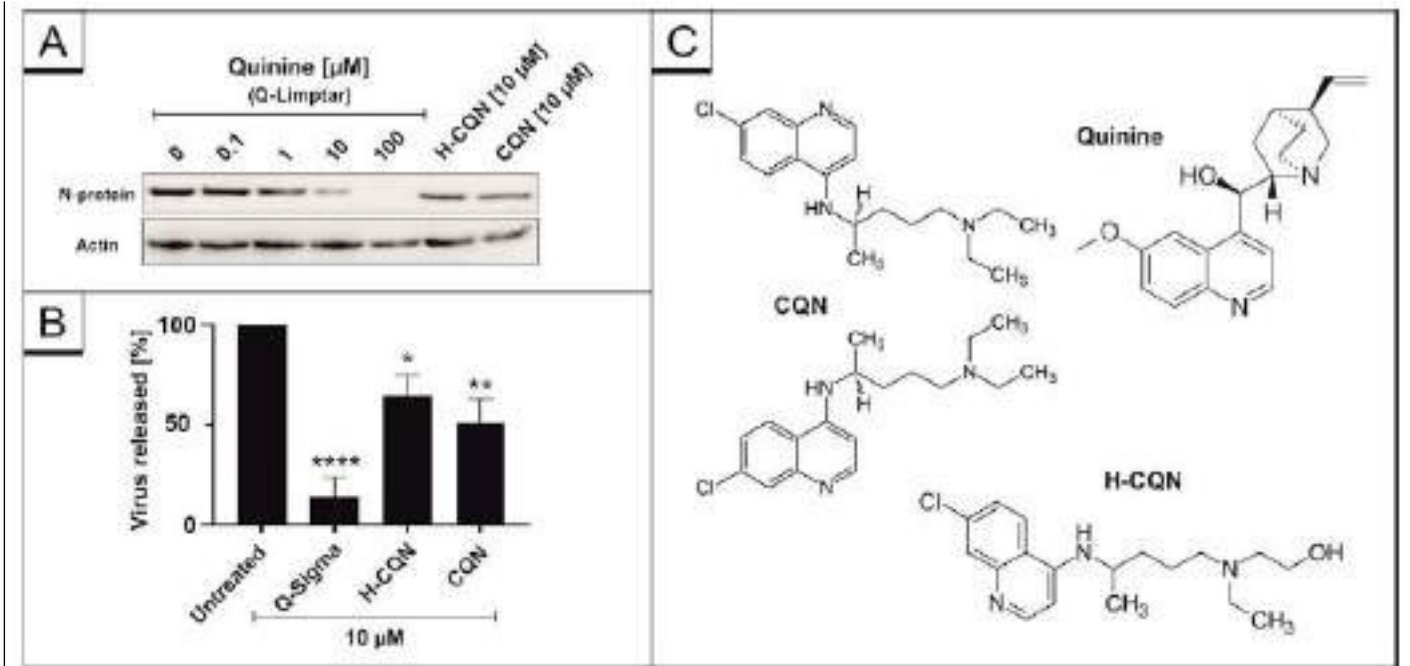 A
Quinine [µM]
(Q-Limptar)
0 0.1 1 10 100 H-CQN [10 µM] CQN [10 µM]
N-protein
Actin
B
Virus released [%]
100
50
0
****
*
**
Untreated Q-Sigma H-CQN CQN
10 µM
C
Cl
N
HN
H
CH₃
N
CH₃
CH₃
CQN
CH₃
HN
H
N
CH₃
CH₃
Cl
N
Quinine
HO
H
N
O
N
H-CQN
Cl
N
H
N
CH₃
N
OH
CH₃